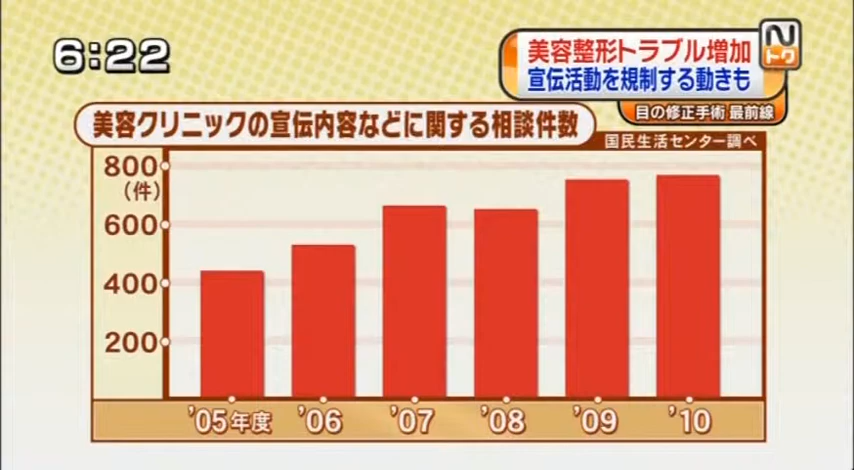 6:22
美容整形トラブル増加
宣伝活動を規制する動きも
N
トク
目の修正手術 最前線
美容クリニックの宣伝内容などに関する相談件数
国民生活センター調べ
800
(件)
600
400
200
'05年度 '06 '07 '08 '09 '10